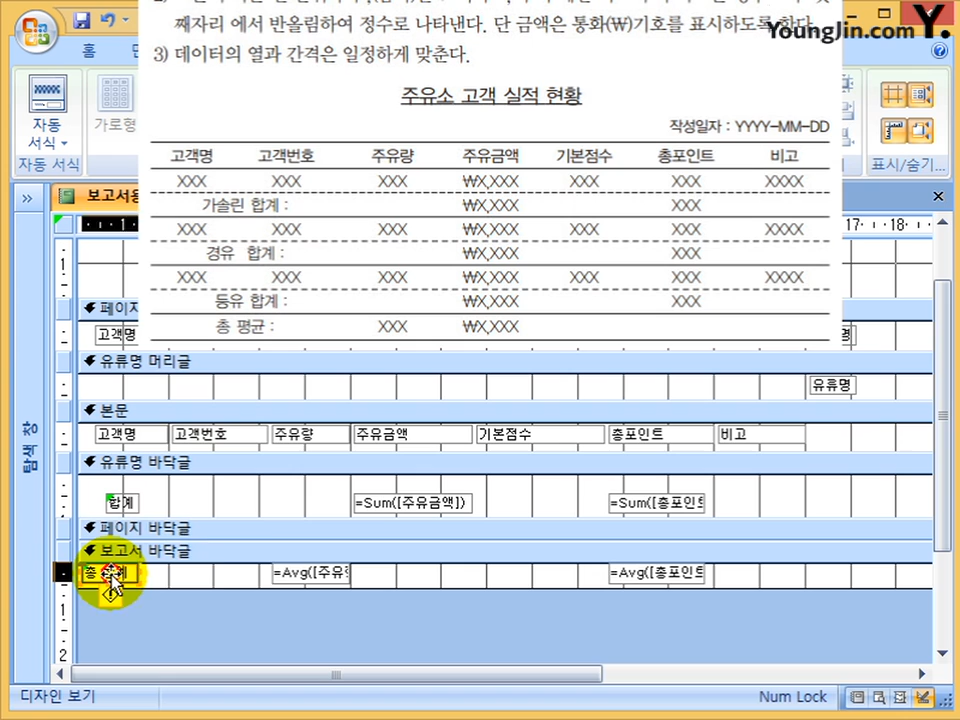 째자리 에서 반올림하여 정수로 나타낸다. 단 금액은 통화(₩)기호를 표시하도록 한다.
YoungJin.com Y.
3) 데이터의 열과 간격은 일정하게 맞춘다.
홈
자동
서식
가로형
자동 서식
표시/숨기...
주유소 고객 실적 현황
작성일자 : YYYY-MM-DD
고객명 고객번호 주유량 주유금액 기본점수 총포인트 비고
XXX XXX XXX ₩X,XXX XXX XXX XXXX
가솔린 합계 : ₩X,XXX XXX
XXX XXX XXX ₩X,XXX XXX XXX XXXX
경유 합계 : ₩X,XXX XXX
XXX XXX XXX ₩X,XXX XXX XXX XXXX
등유 합계 : ₩X,XXX XXX
총 평균 : XXX ₩X,XXX
보고서용
1 17 18
1
페이지
고객명
유류명 머리글
유류명
본문
고객명 고객번호 주유량 주유금액 기본점수 총포인트 비고
유류명 바닥글
합계 =Sum([주유금액]) =Sum([총포인트
페이지 바닥글
보고서 바닥글
총 =Avg([주유 =Avg([총포인트
1
2
탐색 창
디자인 보기 Num Lock